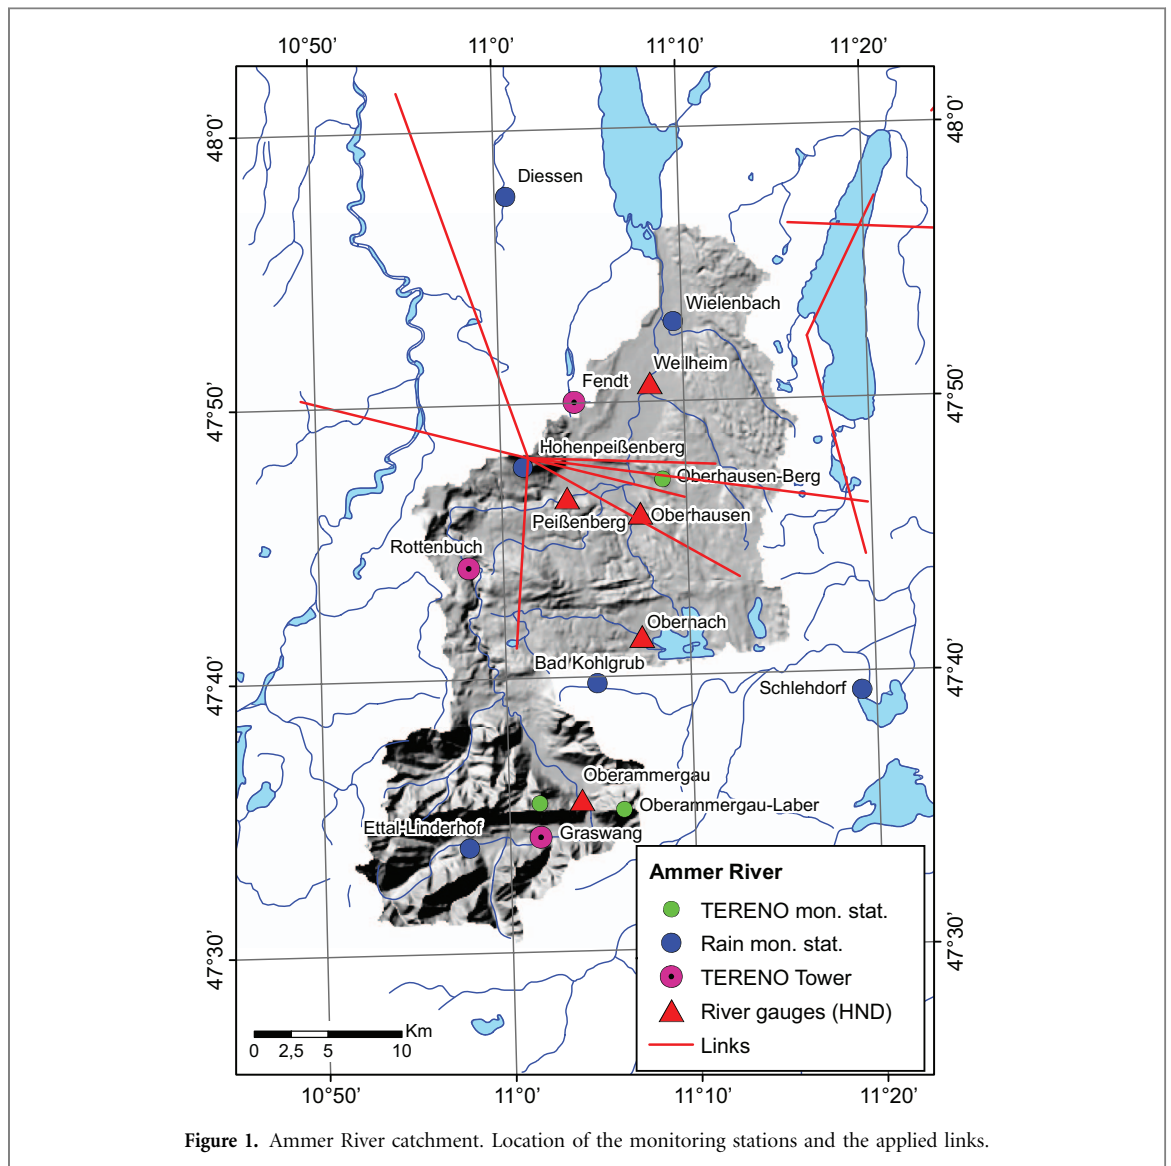 10°50' 11°0' 11°10' 11°20'
48°0' 48°0'
Diessen
Wielenbach
Weilheim
Fendt
47°50' 47°50'
Hohenpeißenberg
Oberhausen-Berg
Peißenberg Oberhausen
Rottenbuch
Obernach
Bad Kohlgrub
47°40' 47°40'
Schlehdorf
Oberammergau
Oberammergau-Laber
Ettal-Linderhof Graswang
Ammer River
TERENO mon. stat.
Rain mon. stat.
TERENO Tower
River gauges (HND)
Links
47°30' 47°30'
Km
0 2,5 5 10
10°50' 11°0' 11°10' 11°20'
Figure 1. Ammer River catchment. Location of the monitoring stations and the applied links.